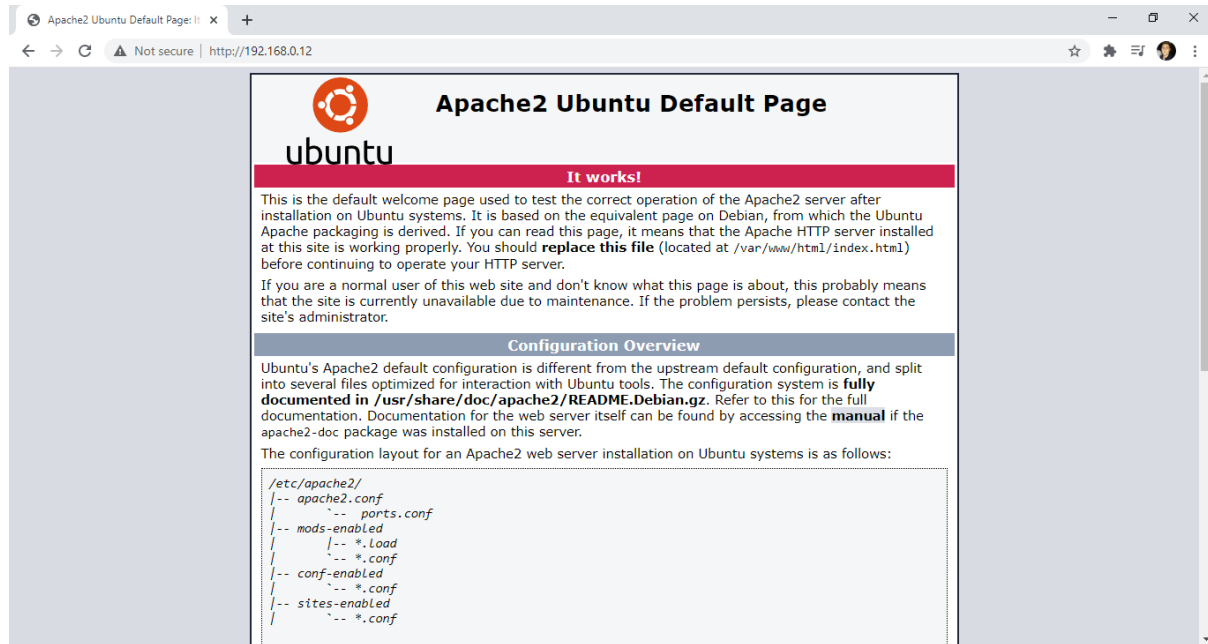 Apache2 Ubuntu Default Page: It
Not secure | http://192.168.0.12
ubuntu
Apache2 Ubuntu Default Page
It works!
This is the default welcome page used to test the correct operation of the Apache2 server after
installation on Ubuntu systems. It is based on the equivalent page on Debian, from which the Ubuntu
Apache packaging is derived. If you can read this page, it means that the Apache HTTP server installed
at this site is working properly. You should replace this file (located at /var/www/html/index.html)
before continuing to operate your HTTP server.
If you are a normal user of this web site and don't know what this page is about, this probably means
that the site is currently unavailable due to maintenance. If the problem persists, please contact the
site's administrator.
Configuration Overview
Ubuntu's Apache2 default configuration is different from the upstream default configuration, and split
into several files optimized for interaction with Ubuntu tools. The configuration system is fully
documented in /usr/share/doc/apache2/README.Debian.gz. Refer to this for the full
documentation. Documentation for the web server itself can be found by accessing the manual if the
apache2-doc package was installed on this server.
The configuration layout for an Apache2 web server installation on Ubuntu systems is as follows:
/etc/apache2/
|-- apache2.conf
|       `--  ports.conf
|-- mods-enabled
|       |-- *.load
|       `-- *.conf
|-- conf-enabled
|       `-- *.conf
|-- sites-enabled
|       `-- *.conf